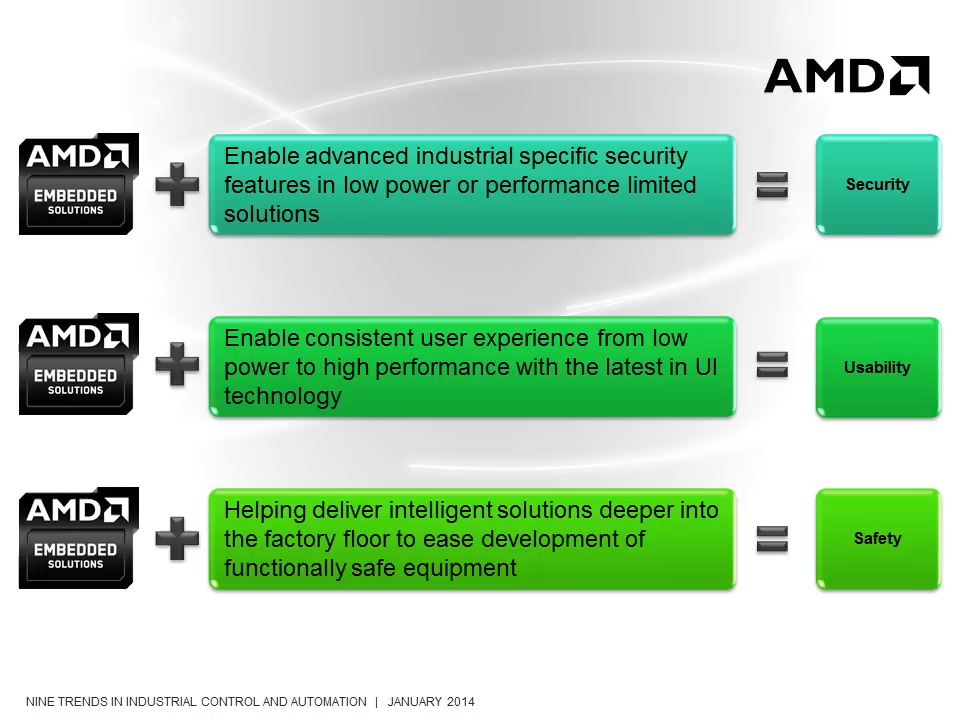 AMD
AMD
EMBEDDED
SOLUTIONS
Enable advanced industrial specific security
features in low power or performance limited
solutions
Security
AMD
EMBEDDED
SOLUTIONS
Enable consistent user experience from low
power to high performance with the latest in UI
technology
Usability
AMD
EMBEDDED
SOLUTIONS
Helping deliver intelligent solutions deeper into
the factory floor to ease development of
functionally safe equipment
Safety
NINE TRENDS IN INDUSTRIAL CONTROL AND AUTOMATION | JANUARY 2014